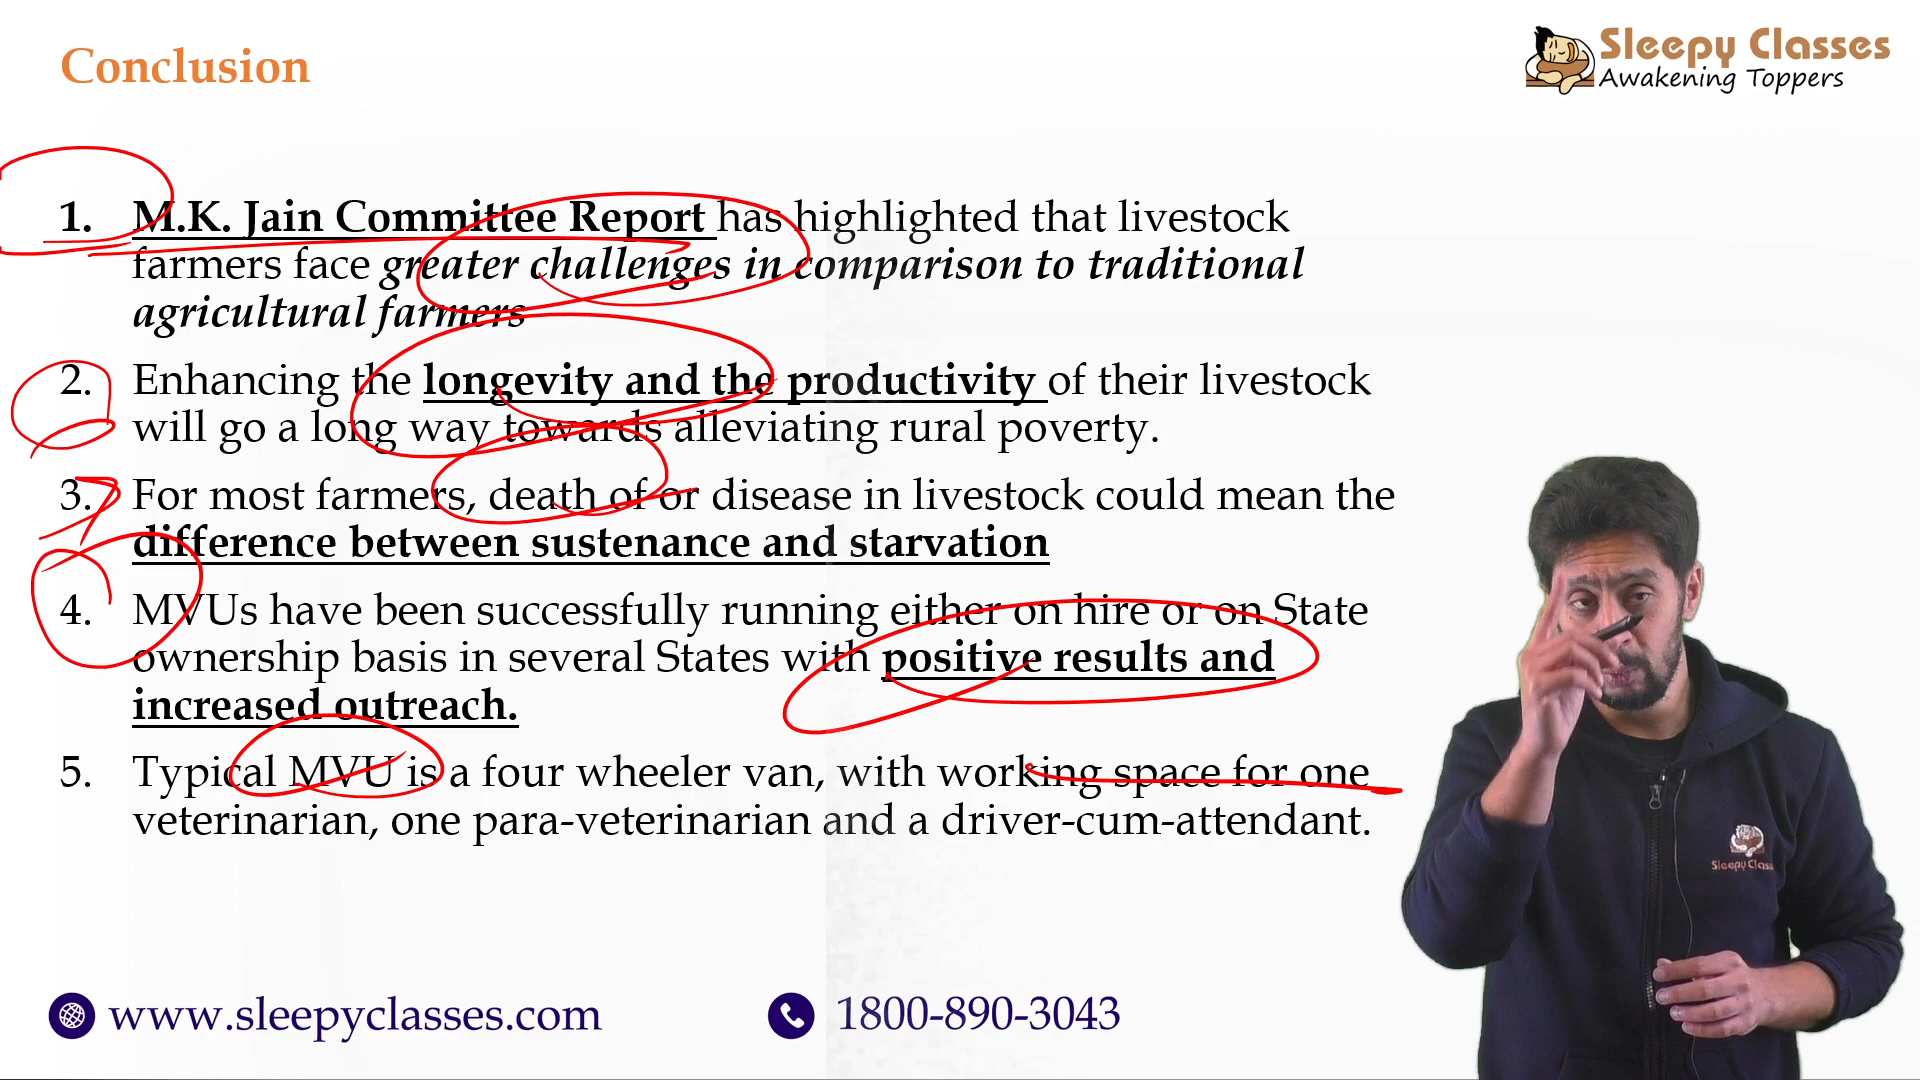 Conclusion
Sleepy Classes
Awakening Toppers
1. M.K. Jain Committee Report has highlighted that livestock
farmers face greater challenges in comparison to traditional
agricultural farmers
2. Enhancing the longevity and the productivity of their livestock
will go a long way towards alleviating rural poverty.
3. For most farmers, death of or disease in livestock could mean the
difference between sustenance and starvation
4. MVUs have been successfully running either on hire or on State
ownership basis in several States with positive results and
increased outreach.
5. Typical MVU is a four wheeler van, with working space for one
veterinarian, one para-veterinarian and a driver-cum-attendant.
Sleepy Class
www.sleepyclasses.com
1800-890-3043